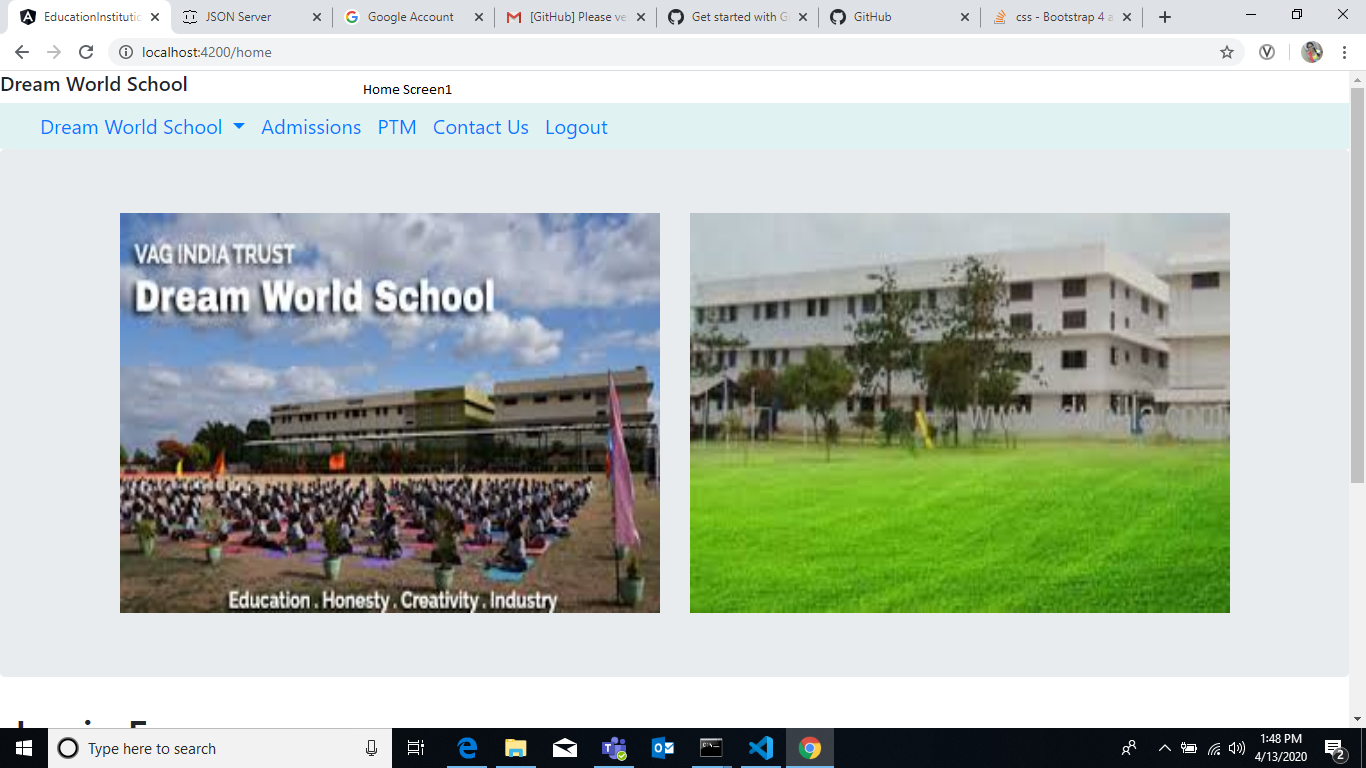 EducationInstitutio
JSON Server
Google Account
[GitHub] Please ve
Get started with G
GitHub
css - Bootstrap 4 a
localhost:4200/home
Dream World School
Home Screen1
Dream World School
Admissions
PTM
Contact Us
Logout
VAG INDIA TRUST
Dream World School
Education . Honesty . Creativity . Industry
Type here to search
1:48 PM
4/13/2020
2